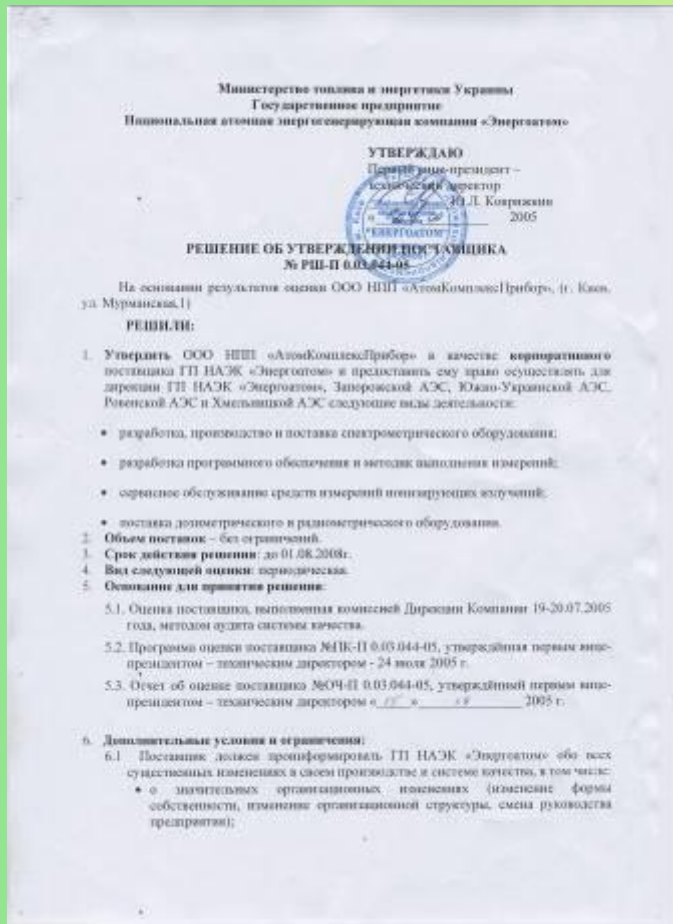 Министерство топлива и энергетики Украины
Государственное предприятие
Национальная атомная энергогенерирующая компания «Энергоатом»
УТВЕРЖДАЮ
Первый вице-президент –
технический директор
Ю.Л. Коврижкин
2005
ЕНЕРГОАТОМ
РЕШЕНИЕ ОБ УТВЕРЖДЕНИИ ПОСТАВЩИКА
№ РШ-П 0.03.044-05
На основании результатов оценки ООО НПП «АтомКомплексПрибор», (г. Киев,
ул. Мурманская,1)
РЕШИЛИ:
1. Утвердить ООО НПП «АтомКомплексПрибор» в качестве корпоративного
поставщика ГП НАЭК «Энергоатом» и предоставить ему право осуществлять для
дирекции ГП НАЭК «Энергоатом», Запорожской АЭС, Южно-Украинской АЭС,
Ровенской АЭС и Хмельницкой АЭС следующие виды деятельности:
• разработка, производство и поставка спектрометрического оборудования;
• разработка программного обеспечения и методик выполнения измерений;
• сервисное обслуживание средств измерений ионизирующих излучений;
• поставка дозиметрического и радиометрического оборудования.
2. Объем поставок – без ограничений.
3. Срок действия решения: до 01.08.2008г.
4. Вид следующей оценки: периодическая.
5. Основание для принятия решения:
5.1. Оценка поставщика, выполненная комиссией Дирекции Компании 19-20.07.2005
года, методом аудита системы качества.
5.2. Программа оценки поставщика №ПК-П 0.03.044-05, утверждённая первым вице-
президентом – техническим директором - 24 июля 2005 г.
5.3. Отчет об оценке поставщика №ОЧ-П 0.03.044-05, утверждённый первым вице-
президентом – техническим директором « » 2005 г.
6. Дополнительные условия и ограничения:
6.1 Поставщик должен проинформировать ГП НАЭК «Энергоатом» обо всех
существенных изменениях в своем производстве и системе качества, в том числе:
• о значительных организационных изменениях (изменение формы
собственности, изменение организационной структуры, смена руководства
предприятия);